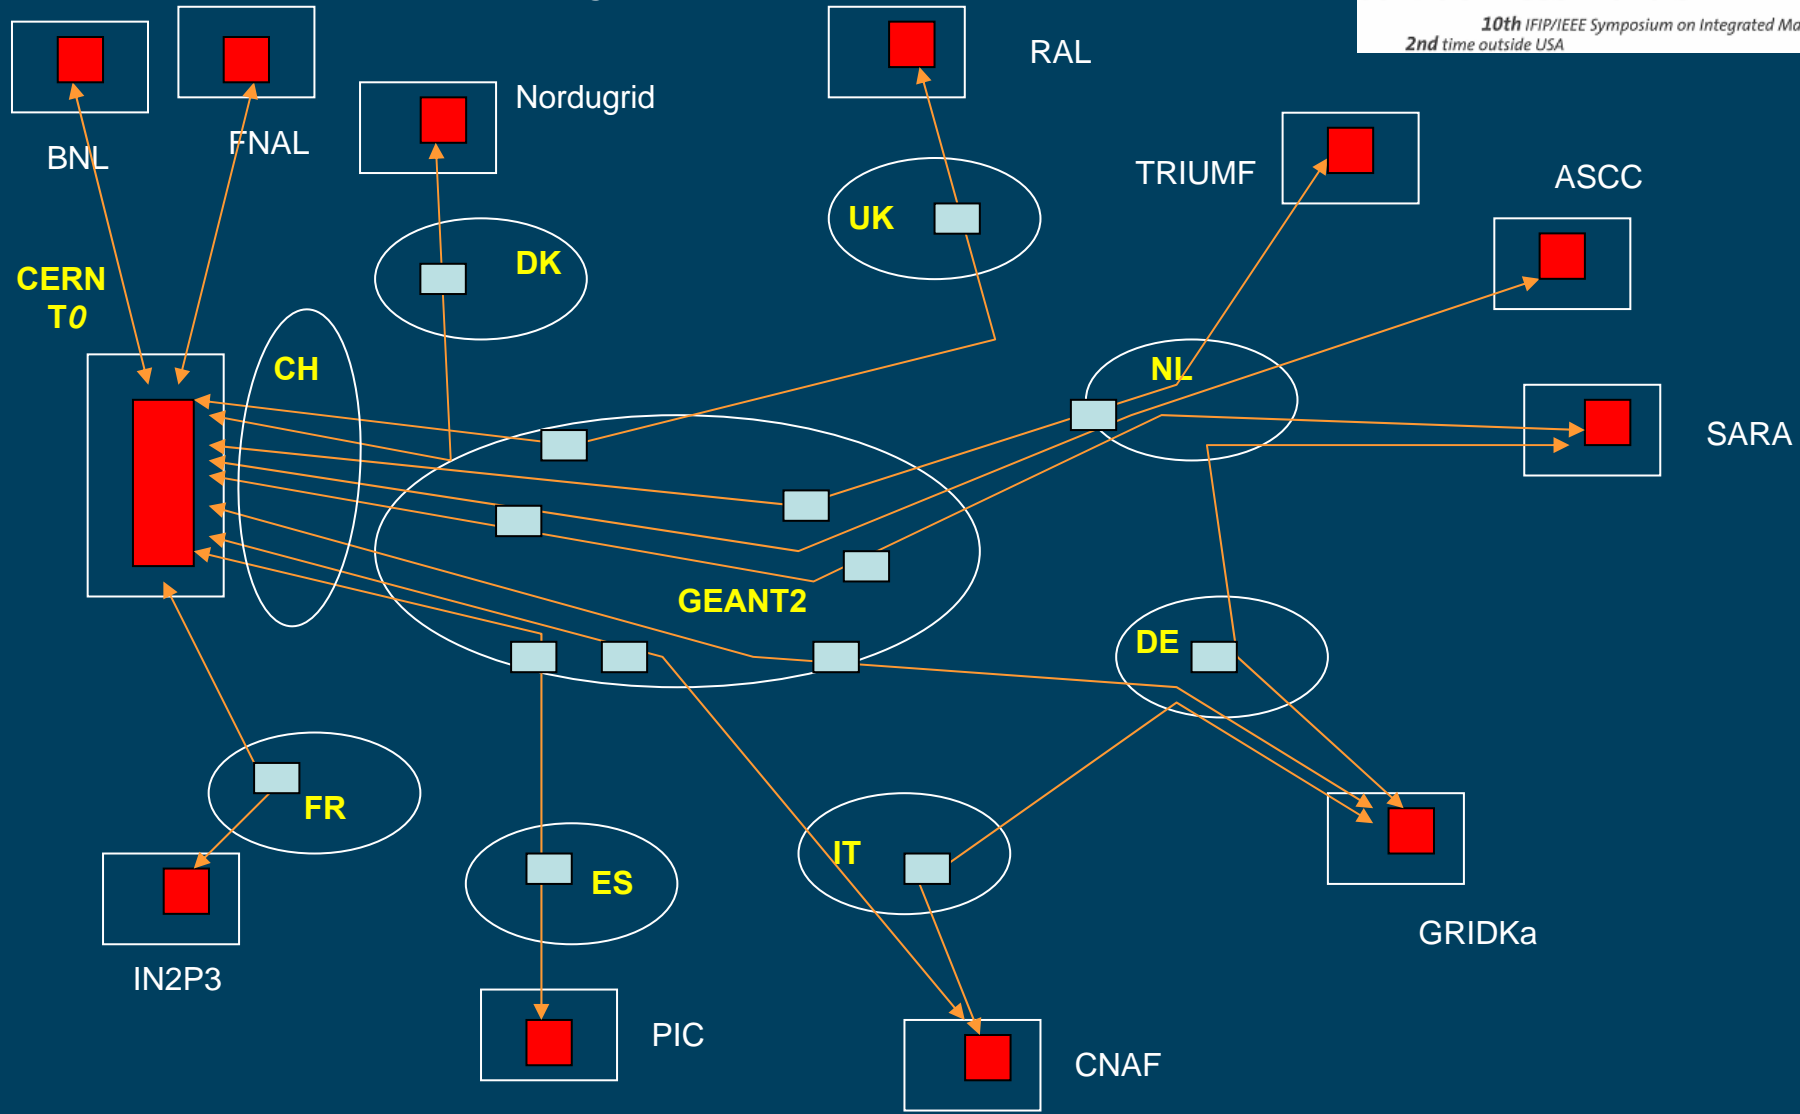 10th IFIP/IEEE Symposium on Integrated
2nd time outside USA
RAL
Nordugrid
BNL
FNAL
TRIUMF
ASCC
UK
DK
CERN
T0
CH
NL
SARA
GEANT2
DE
FR
IT
ES
GRIDKa
IN2P3
PIC
CNAF